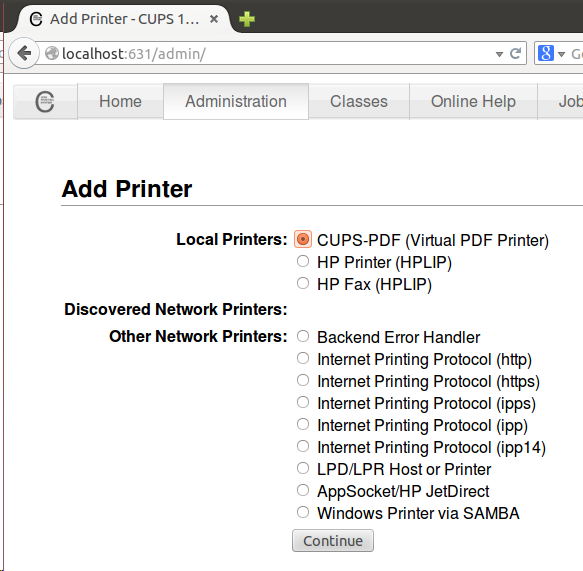 Add Printer - CUPS 1...
localhost:631/admin/
Home Administration Classes Online Help Job
Add Printer
Local Printers: CUPS-PDF (Virtual PDF Printer)
HP Printer (HPLIP)
HP Fax (HPLIP)
Discovered Network Printers:
Other Network Printers: Backend Error Handler
Internet Printing Protocol (http)
Internet Printing Protocol (https)
Internet Printing Protocol (ipps)
Internet Printing Protocol (ipp)
Internet Printing Protocol (ipp14)
LPD/LPR Host or Printer
AppSocket/HP JetDirect
Windows Printer via SAMBA
Continue